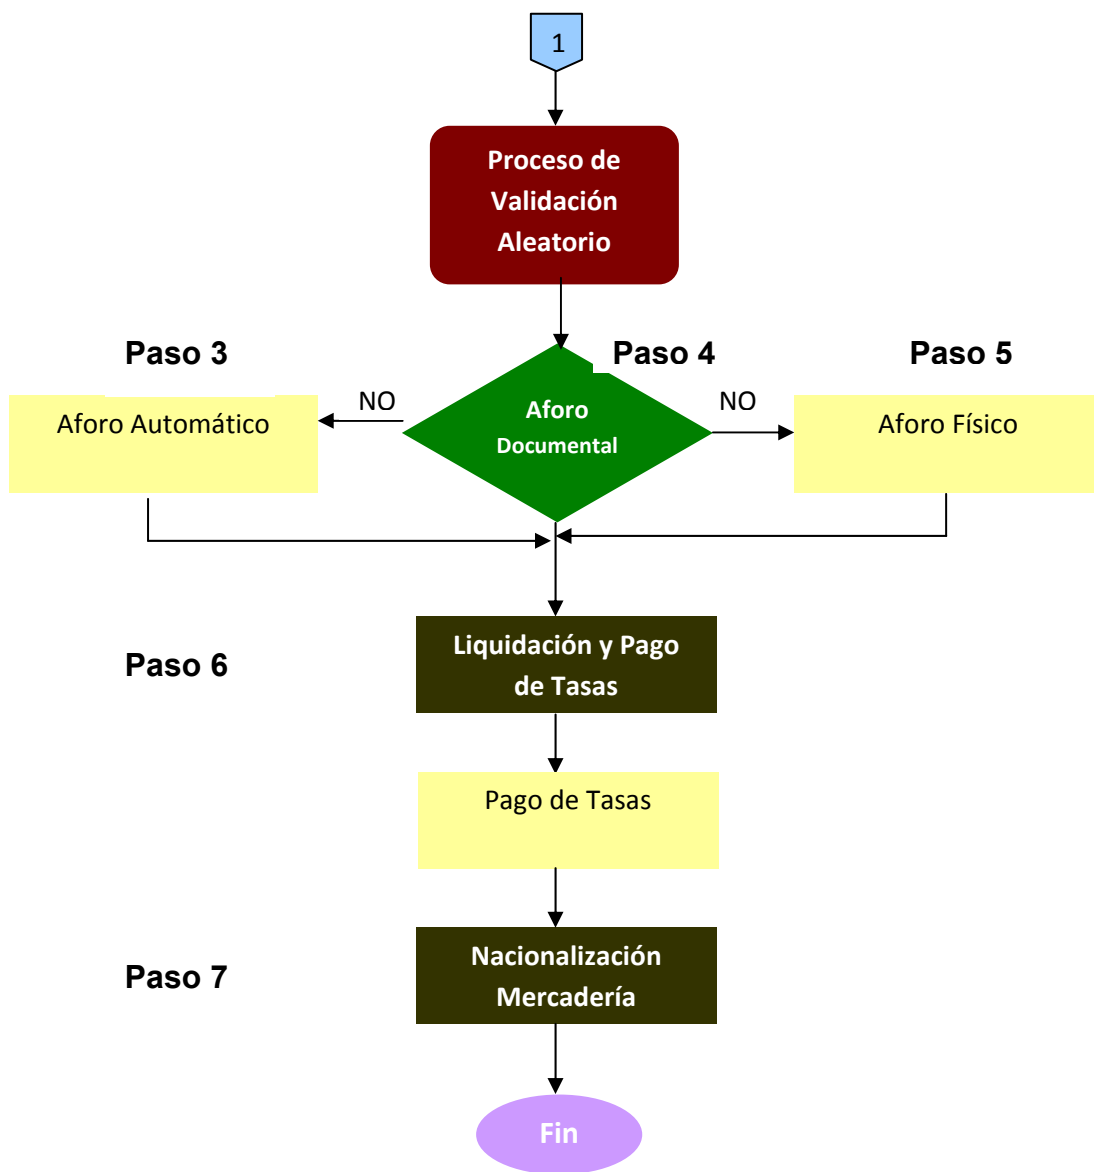 1
Proceso de
Validación
Aleatorio
Paso 3
Paso 4
Paso 5
Aforo Automático
NO
Aforo
Documental
NO
Aforo Físico
Paso 6
Liquidación y Pago
de Tasas
Pago de Tasas
Paso 7
Nacionalización
Mercadería
Fin